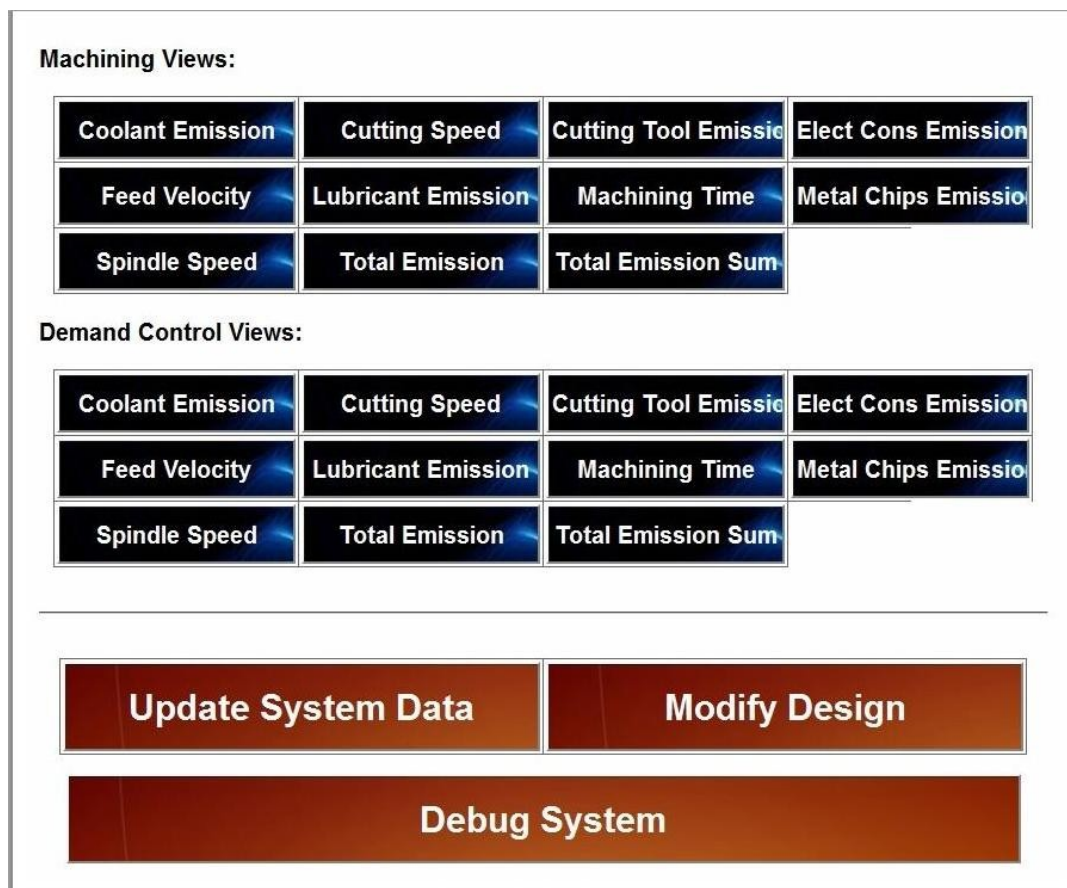 Machining Views:
Coolant Emission Cutting Speed Cutting Tool Emissio Elect Cons Emission
Feed Velocity Lubricant Emission Machining Time Metal Chips Emissio
Spindle Speed Total Emission Total Emission Sum
Demand Control Views:
Coolant Emission Cutting Speed Cutting Tool Emissio Elect Cons Emission
Feed Velocity Lubricant Emission Machining Time Metal Chips Emissio
Spindle Speed Total Emission Total Emission Sum
Update System Data Modify Design
Debug System